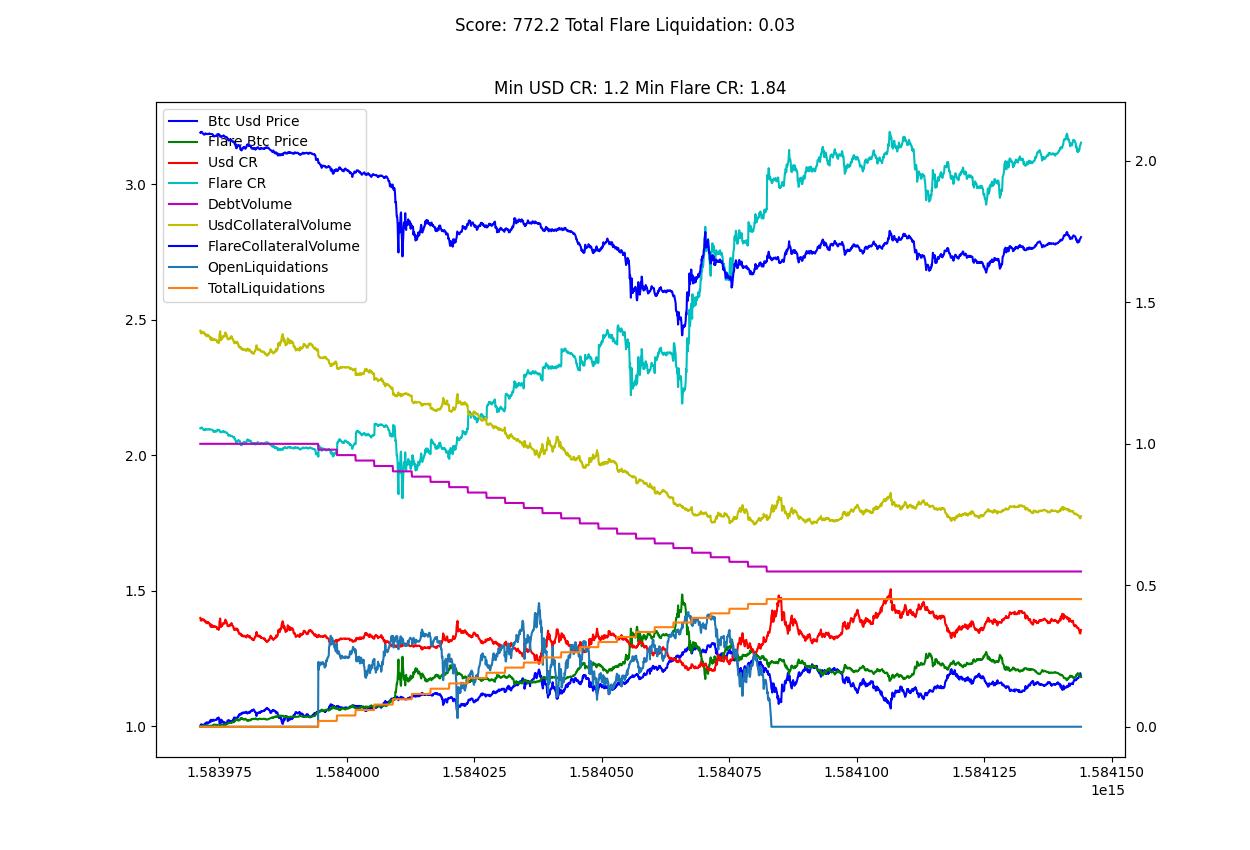 Score: 772.2 Total Flare Liquidation: 0.03
Min USD CR: 1.2 Min Flare CR: 1.84
Btc Usd Price
Flare Btc Price
Usd CR
Flare CR
DebtVolume
UsdCollateralVolume
FlareCollateralVolume
OpenLiquidations
TotalLiquidations
3.0
2.5
2.0
1.5
1.0
2.0
1.5
1.0
0.5
0.0
1.583975 1.584000 1.584025 1.584050 1.584075 1.584100 1.584125 1.584150
1e15